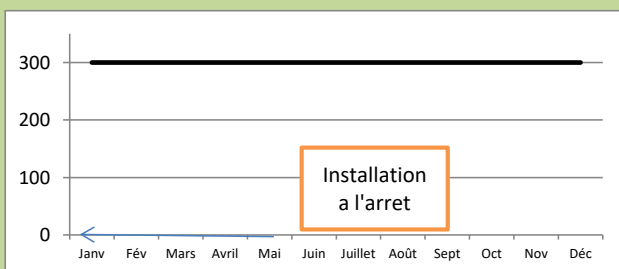 300
200
100
0
Installation
a l'arret
Janv Fév Mars Avril Mai Juin Juillet Août Sept Oct Nov Déc